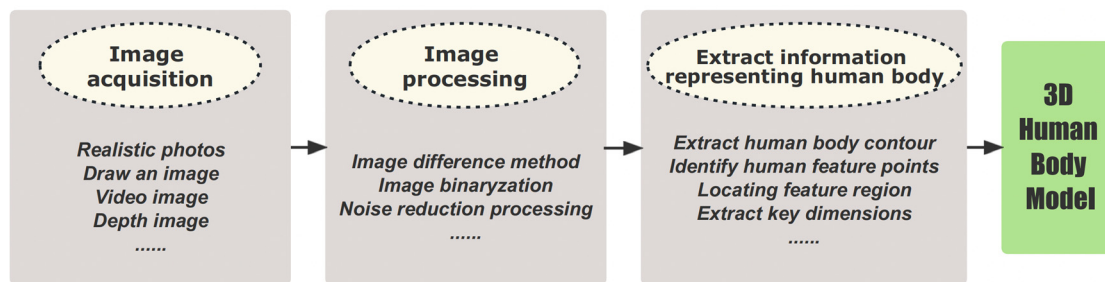 Image
acquisition
Realistic photos
Draw an image
Video image
Depth image
......
Image
processing
Image difference method
Image binaryzation
Noise reduction processing
......
Extract information
representing human body
Extract human body contour
Identify human feature points
Locating feature region
Extract key dimensions
......
3D
Human
Body
Model